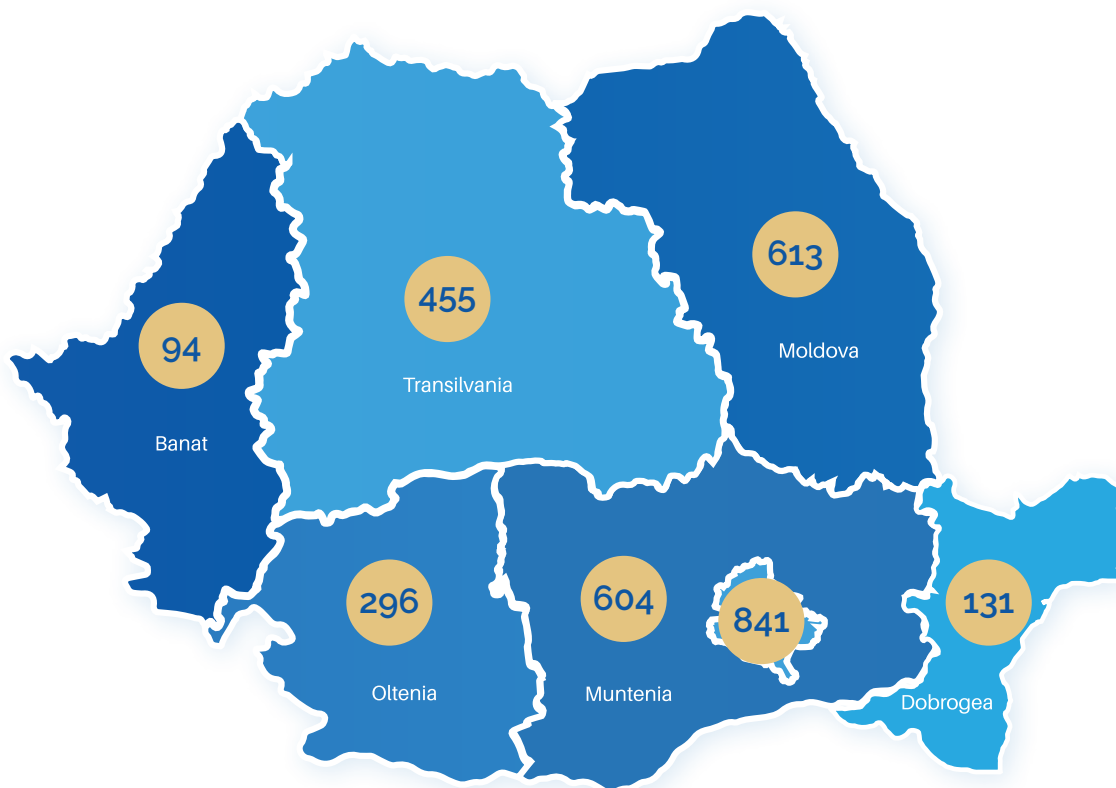 613
Moldova
455
Transilvania
94
Banat
296
Oltenia
604
Muntenia
841
131
Dobrogea